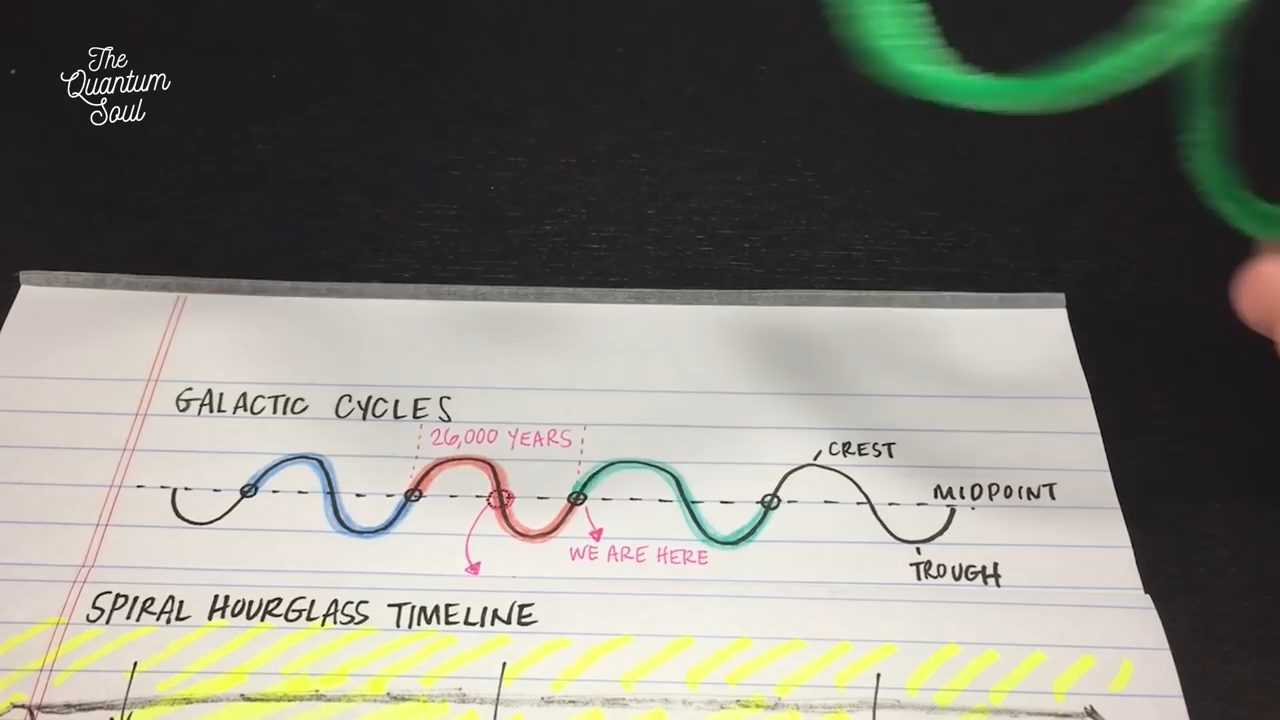 The
Quantum
Soul
GALACTIC CYCLES
26,000 YEARS
CREST
MIDPOINT
WE ARE HERE
TROUGH
SPIRAL HOURGLASS TIMELINE